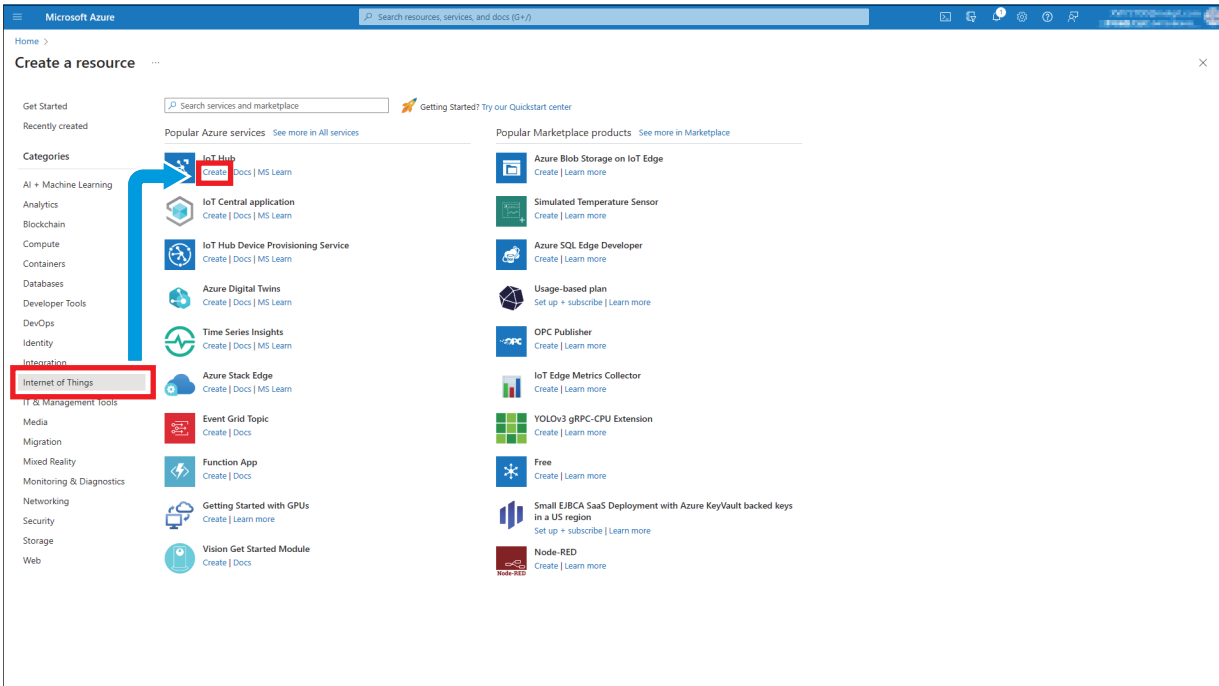 Microsoft Azure
Search resources, services, and docs (G+/)
1
Home >
Create a resource ...
Get Started
Recently created
Categories
AI + Machine Learning
Analytics
Blockchain
Compute
Containers
Databases
Developer Tools
DevOps
Identity
Integration
Internet of Things
IT & Management Tools
Media
Migration
Mixed Reality
Monitoring & Diagnostics
Networking
Security
Storage
Web
Search services and marketplace
Getting Started? Try our Quickstart center
Popular Azure services See more in All services
IoT Hub
Create | Docs | MS Learn
IoT Central application
Create | Docs | MS Learn
IoT Hub Device Provisioning Service
Create | Docs | MS Learn
Azure Digital Twins
Create | Docs | MS Learn
Time Series Insights
Create | Docs | MS Learn
Azure Stack Edge
Create | Docs | MS Learn
Event Grid Topic
Create | Docs
Function App
Create | Docs
Getting Started with GPUs
Create | Learn more
Vision Get Started Module
Create | Docs
Popular Marketplace products See more in Marketplace
Azure Blob Storage on IoT Edge
Create | Learn more
Simulated Temperature Sensor
Create | Learn more
Azure SQL Edge Developer
Create | Learn more
Usage-based plan
Set up + subscribe | Learn more
OPC
OPC Publisher
Create | Learn more
IoT Edge Metrics Collector
Create | Learn more
YOLOv3 gRPC-CPU Extension
Create | Learn more
Free
Create | Learn more
Small EJBCA SaaS Deployment with Azure KeyVault backed keys
in a US region
Set up + subscribe | Learn more
Node-RED
Node-RED
Create | Learn more